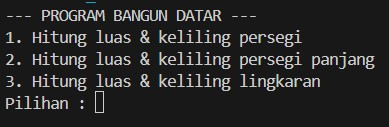 --- PROGRAM BANGUN DATAR ---
1. Hitung luas & keliling persegi
2. Hitung luas & keliling persegi panjang
3. Hitung luas & keliling lingkaran
Pilihan :